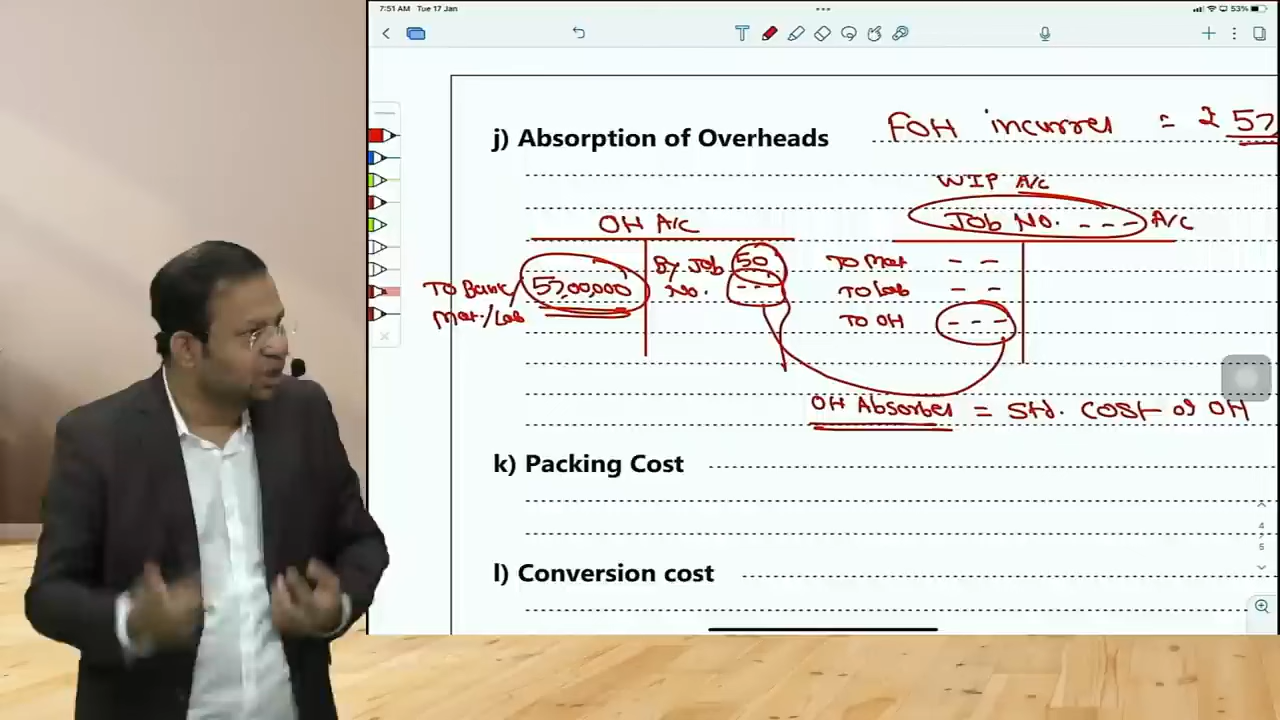 7:51 AM Tue 17 Jan
53%
j) Absorption of Overheads
FOH incurred = ₹ 57
WIP A/c
Job No. --- A/c
OH A/c
To Bank/ 57,00,000
Mat./Lab
By Job 50
No. ---
To Mat --
To Lab --
To OH ---
OH Absorbed = Std. Cost of OH
k) Packing Cost
l) Conversion cost